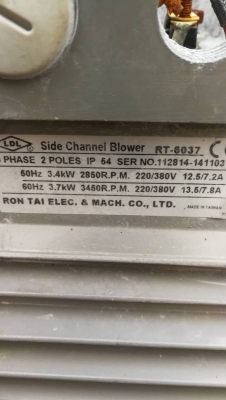 LDL ® Side Channel Blower RT-6037 CE
PHASE 2 POLES IP 54 SER NO.112814-141103
50Hz 3.4kW 2850R.P.M. 220/380V 12.5/7.2A
60Hz 3.7kW 3450R.P.M. 220/380V 13.5/7.8A
RON TAI ELEC. & MACH. CO., LTD. MADE IN TAIWAN